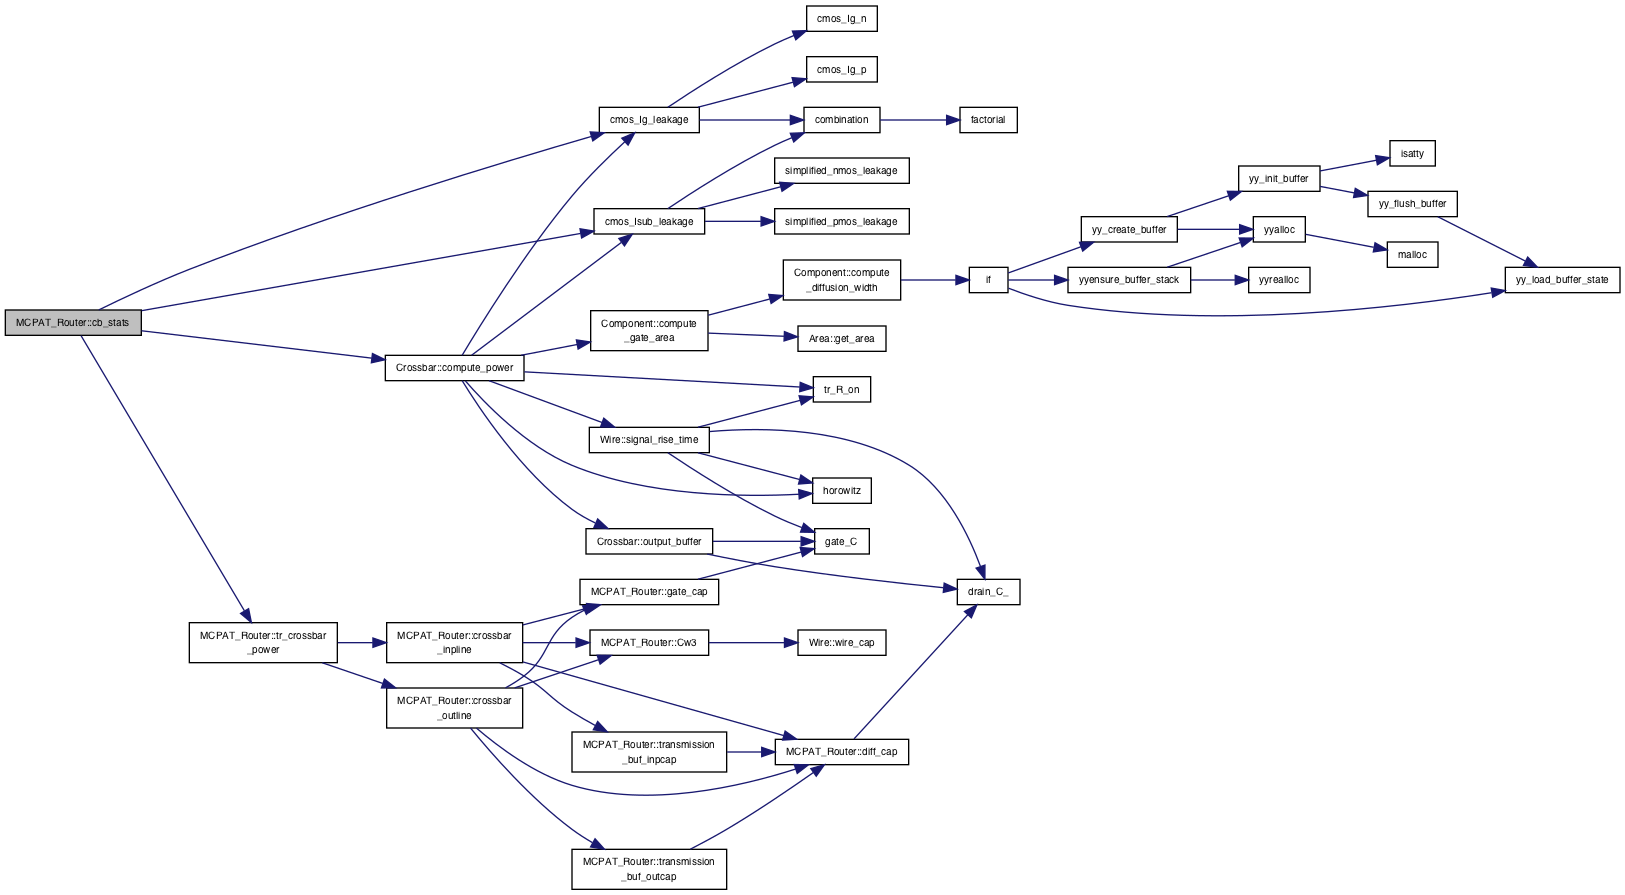 cmos_Ig_n
cmos_Ig_p
cmos_Ig_leakage
combination
factorial
isatty
simplified_nmos_leakage
yy_init_buffer
yy_flush_buffer
cmos_Isub_leakage
simplified_pmos_leakage
yy_create_buffer
yyalloc
malloc
Component::compute
_diffusion_width
if
yyensure_buffer_stack
yyrealloc
yy_load_buffer_state
MCPAT_Router::cb_stats
Component::compute
_gate_area
Area::get_area
Crossbar::compute_power
tr_R_on
Wire::signal_rise_time
horowitz
Crossbar::output_buffer
gate_C
MCPAT_Router::gate_cap
drain_C_
MCPAT_Router::tr_crossbar
_power
MCPAT_Router::crossbar
_inpline
MCPAT_Router::Cw3
Wire::wire_cap
MCPAT_Router::crossbar
_outline
MCPAT_Router::transmission
_buf_inpcap
MCPAT_Router::diff_cap
MCPAT_Router::transmission
_buf_outcap